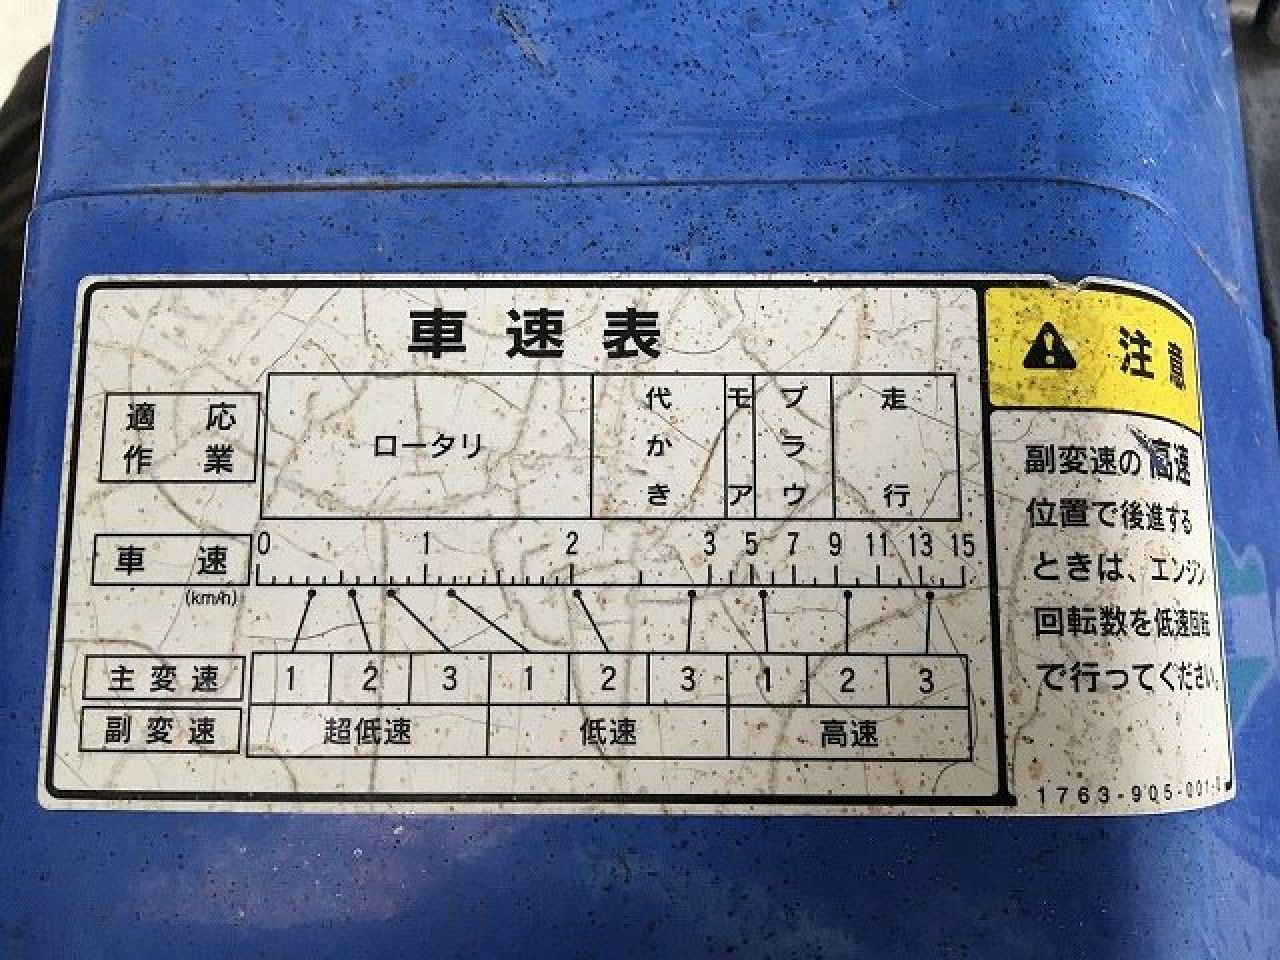 車速表
適応
作業
ロータリ
代かき
モア
プラウ
走行
車速
(km/h)
0 1 2 3 5 7 9 11 13 15
主変速 1 2 3 1 2 3 1 2 3
副変速 超低速 低速 高速
注意
副変速の高速
位置で後進する
ときは、エンジン
回転数を低速回転
で行ってください。
1763-905-001-